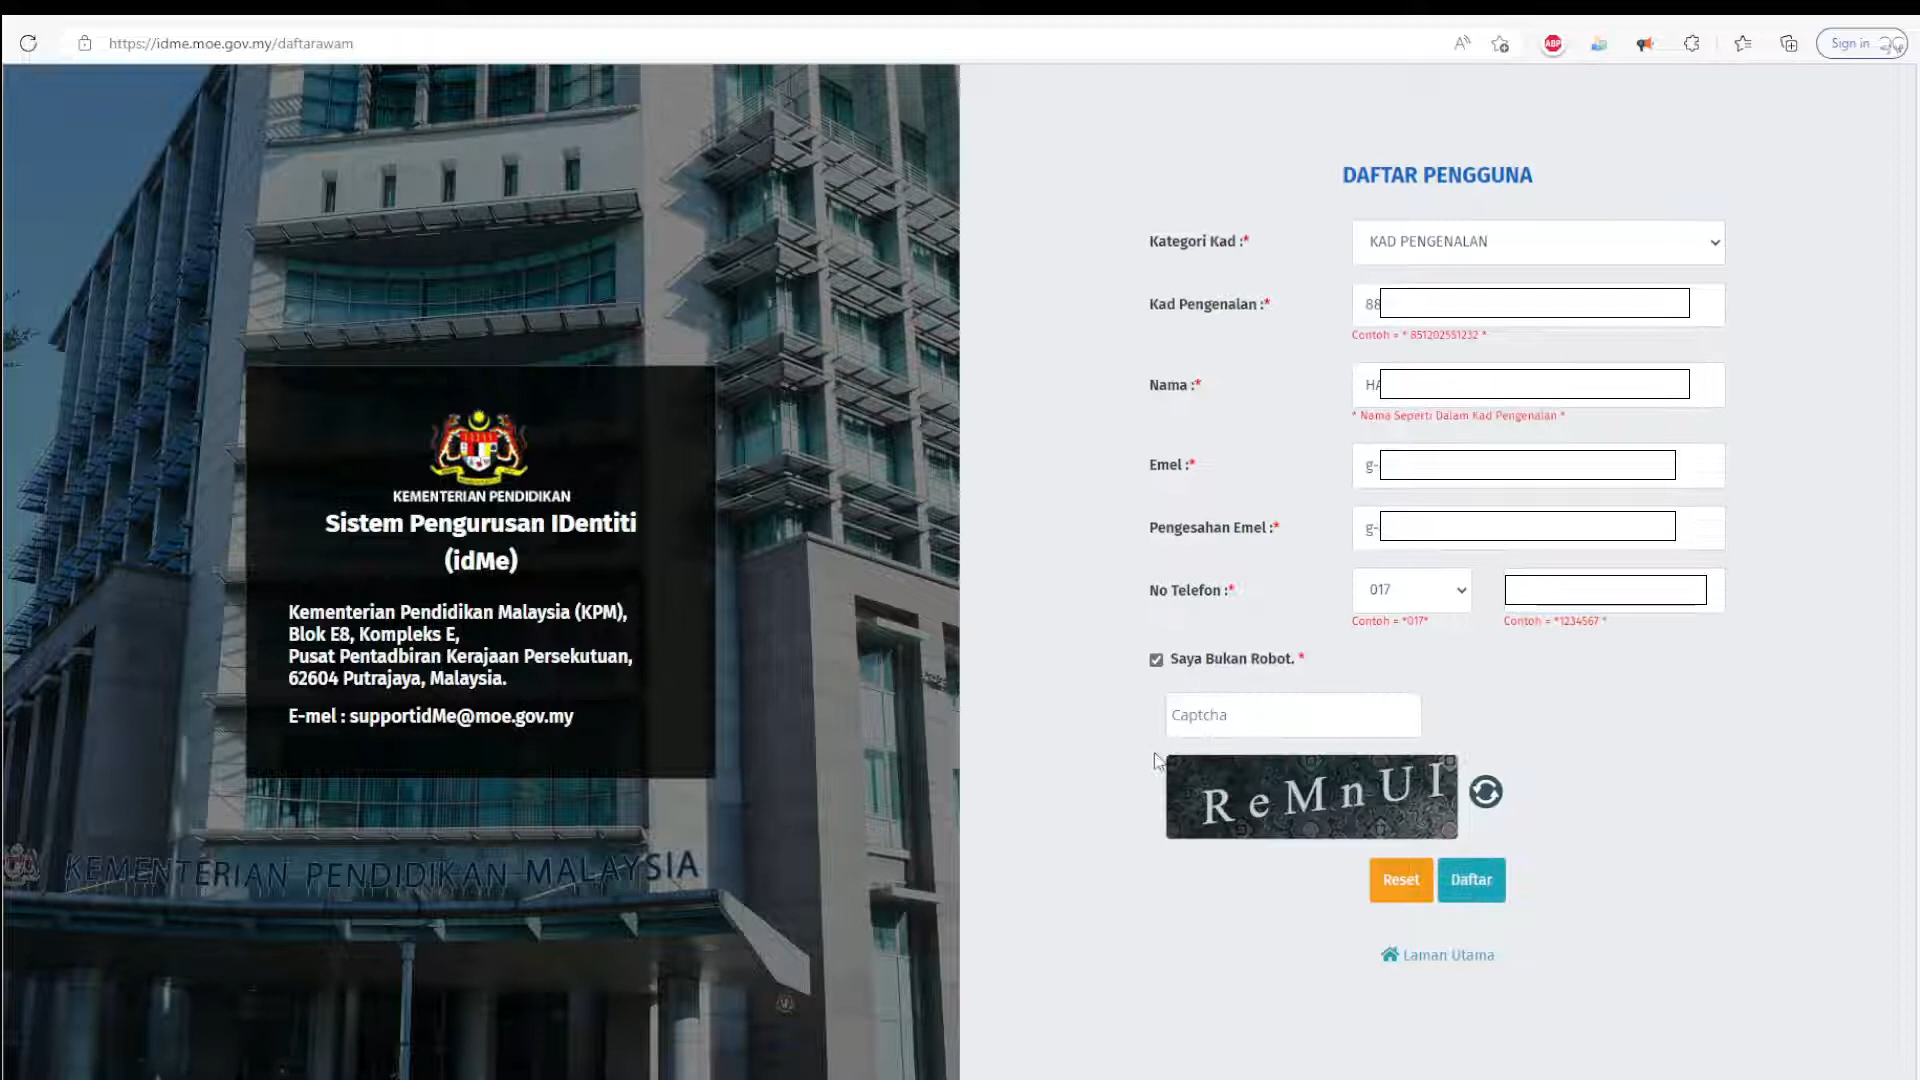 https://idme.moe.gov.my/daftarawam
ABP
Sign in
DAFTAR PENGGUNA
Kategori Kad :*
KAD PENGENALAN
Kad Pengenalan :*
88
Contoh = * 851202551232 *
Nama :*
HA
* Nama Seperti Dalam Kad Pengenalan *
Emel :*
g-
Pengesahan Emel :*
g-
No Telefon :*
017
Contoh = *017*
Contoh = *1234567 *
Saya Bukan Robot. *
Captcha
ReMnUI
Reset
Daftar
Laman Utama
KEMENTERIAN PENDIDIKAN
Sistem Pengurusan IDentiti
(idMe)
Kementerian Pendidikan Malaysia (KPM),
Blok E8, Kompleks E,
Pusat Pentadbiran Kerajaan Persekutuan,
62604 Putrajaya, Malaysia.
E-mel : supportidMe@moe.gov.my
KEMENTERIAN PENDIDIKAN MALAYSIA